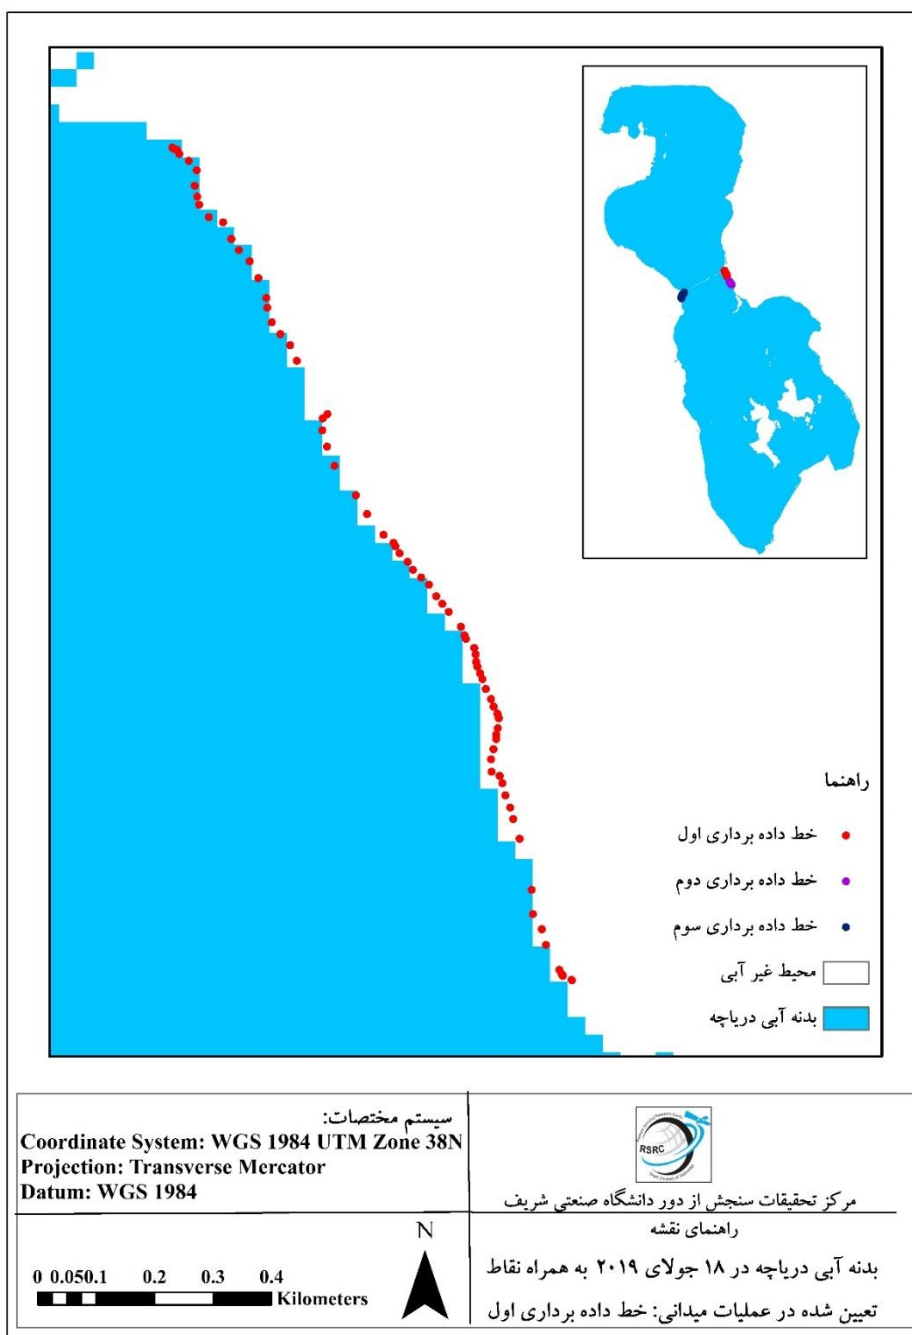 راهنما
خط داده برداری اول
خط داده برداری دوم
خط داده برداری سوم
محیط غیر آبی
بدنه آبی دریاچه
سیستم مختصات:
Coordinate System: WGS 1984 UTM Zone 38N
Projection: Transverse Mercator
Datum: WGS 1984
N
0 0.050.1 0.2 0.3 0.4
Kilometers
RSRC
مرکز تحقیقات سنجش از دور دانشگاه صنعتی شریف
راهنمای نقشه
بدنه آبی دریاچه در ۱۸ جولای ۲۰۱۹ به همراه نقاط
تعیین شده در عملیات میدانی: خط داده برداری اول